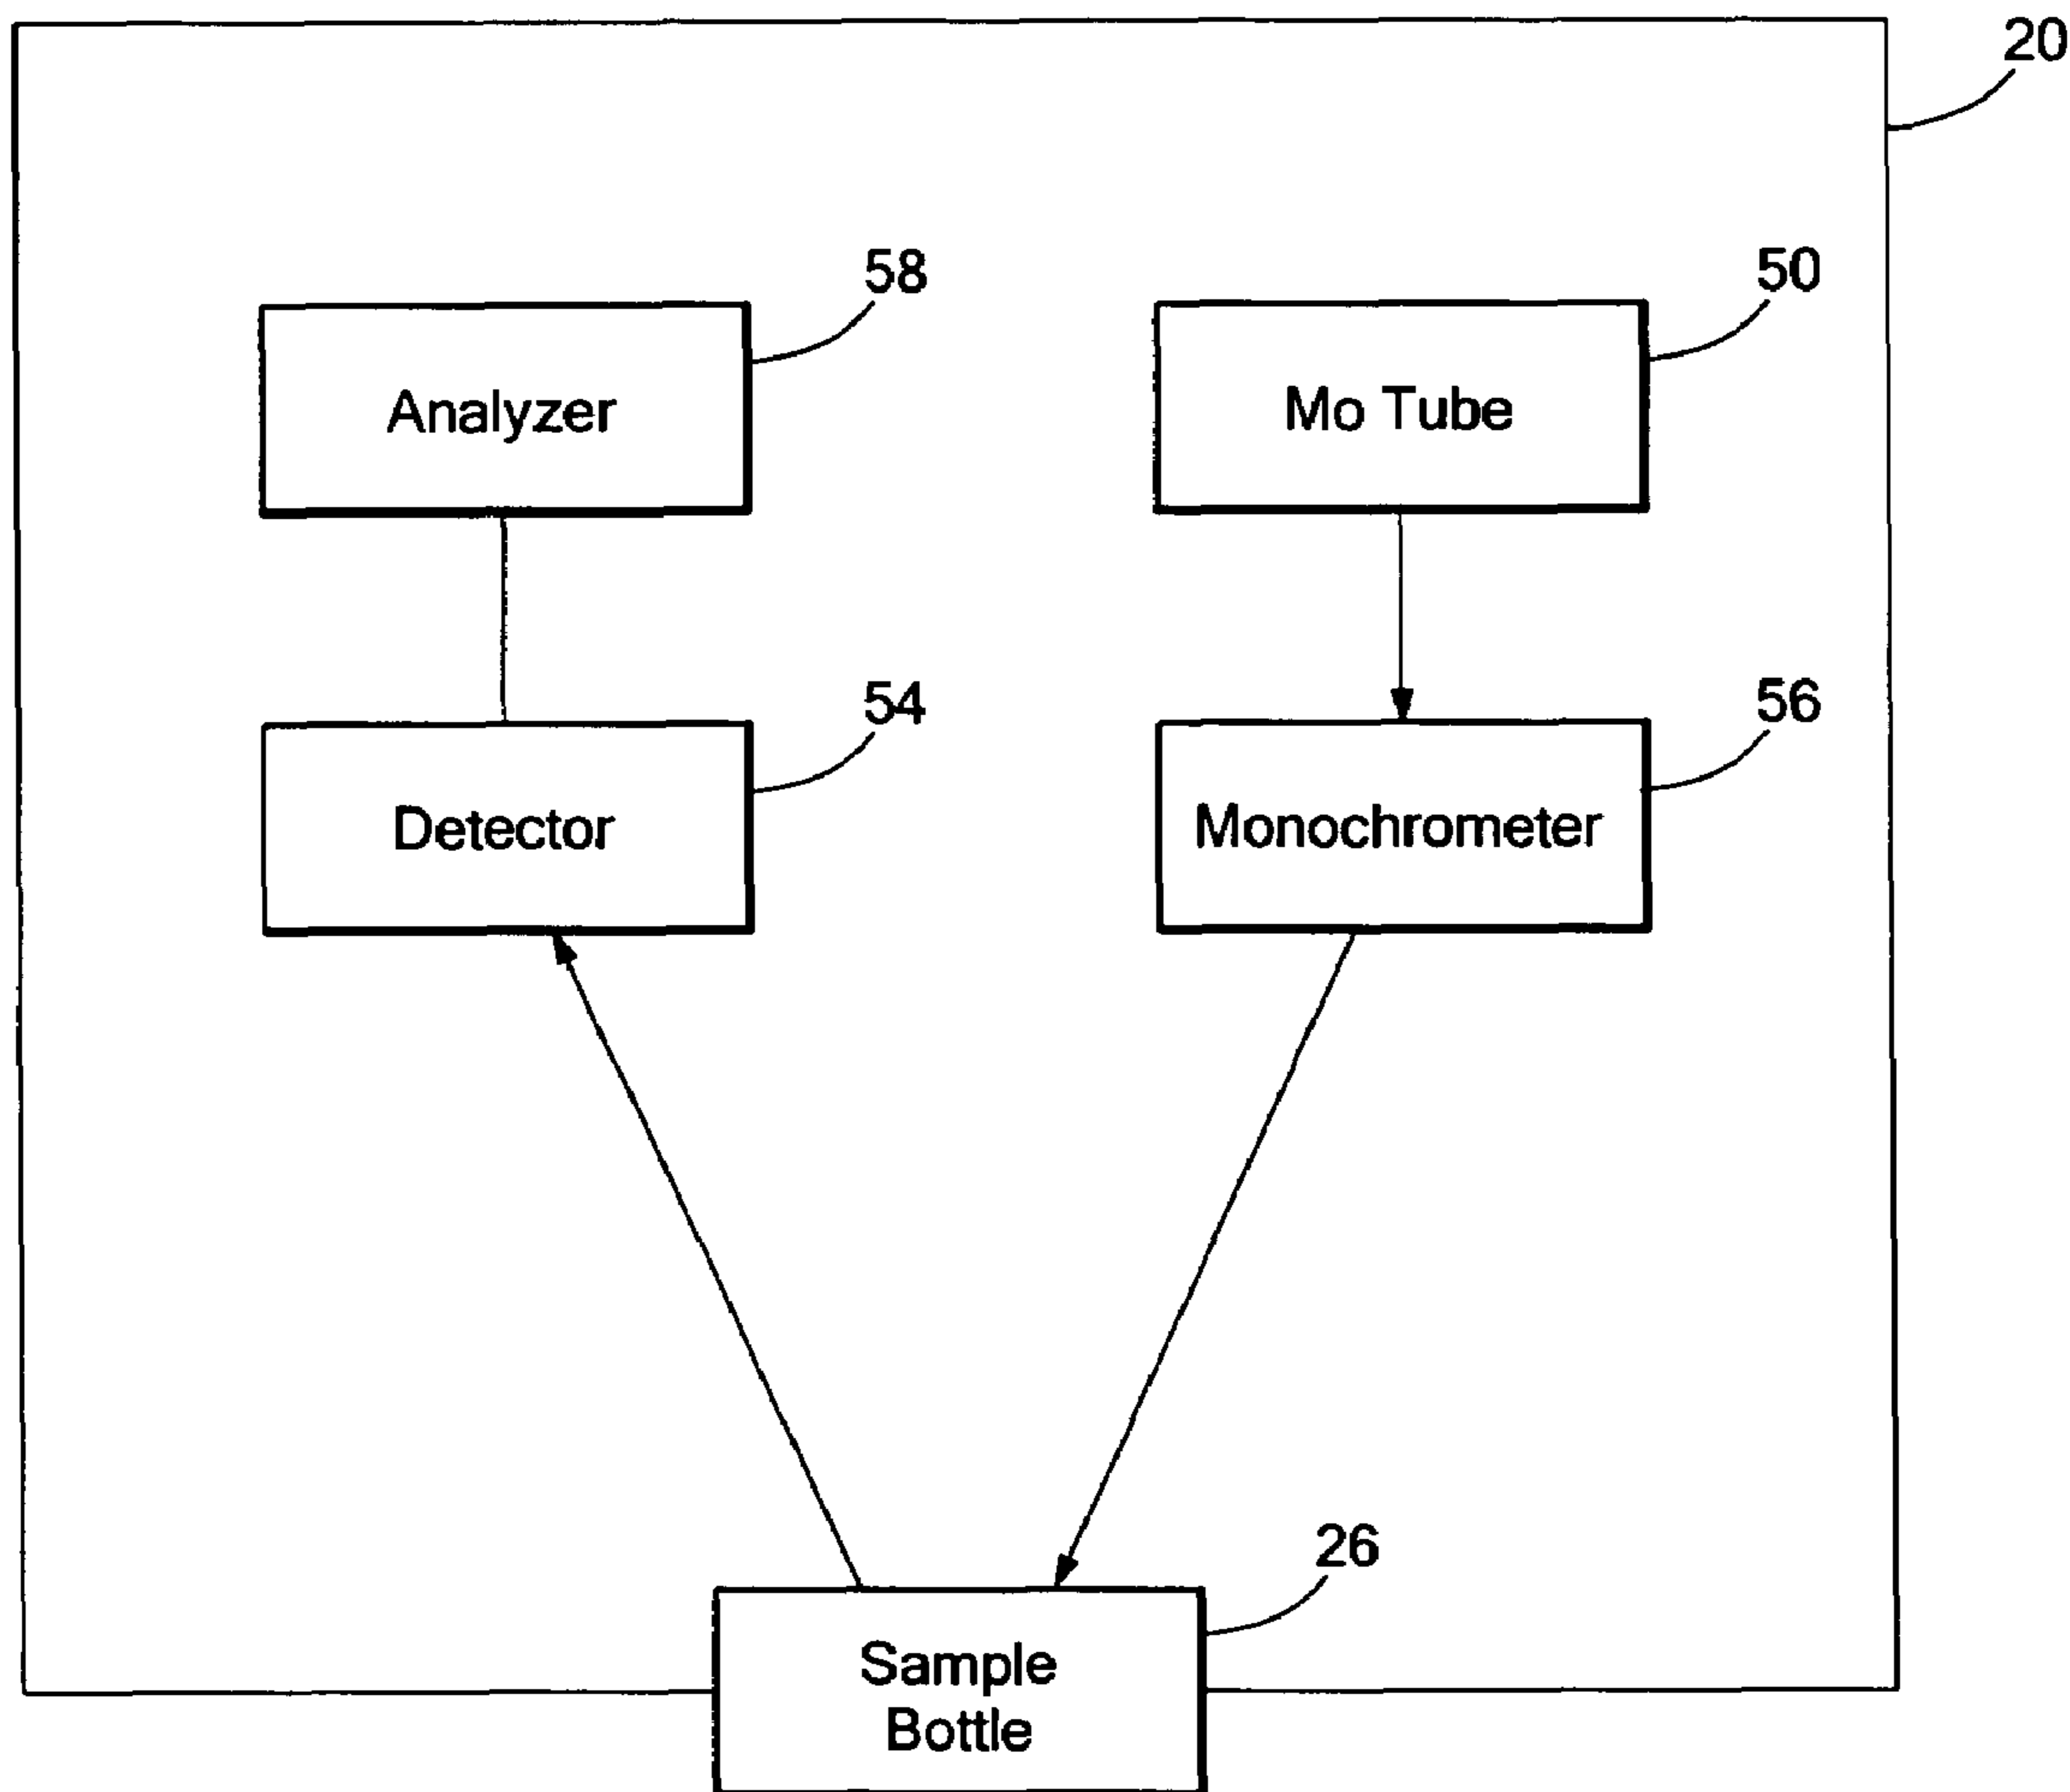 20
58
50
Analyzer
Mo Tube
54
56
Detector
Monochrometer
26
Sample
Bottle